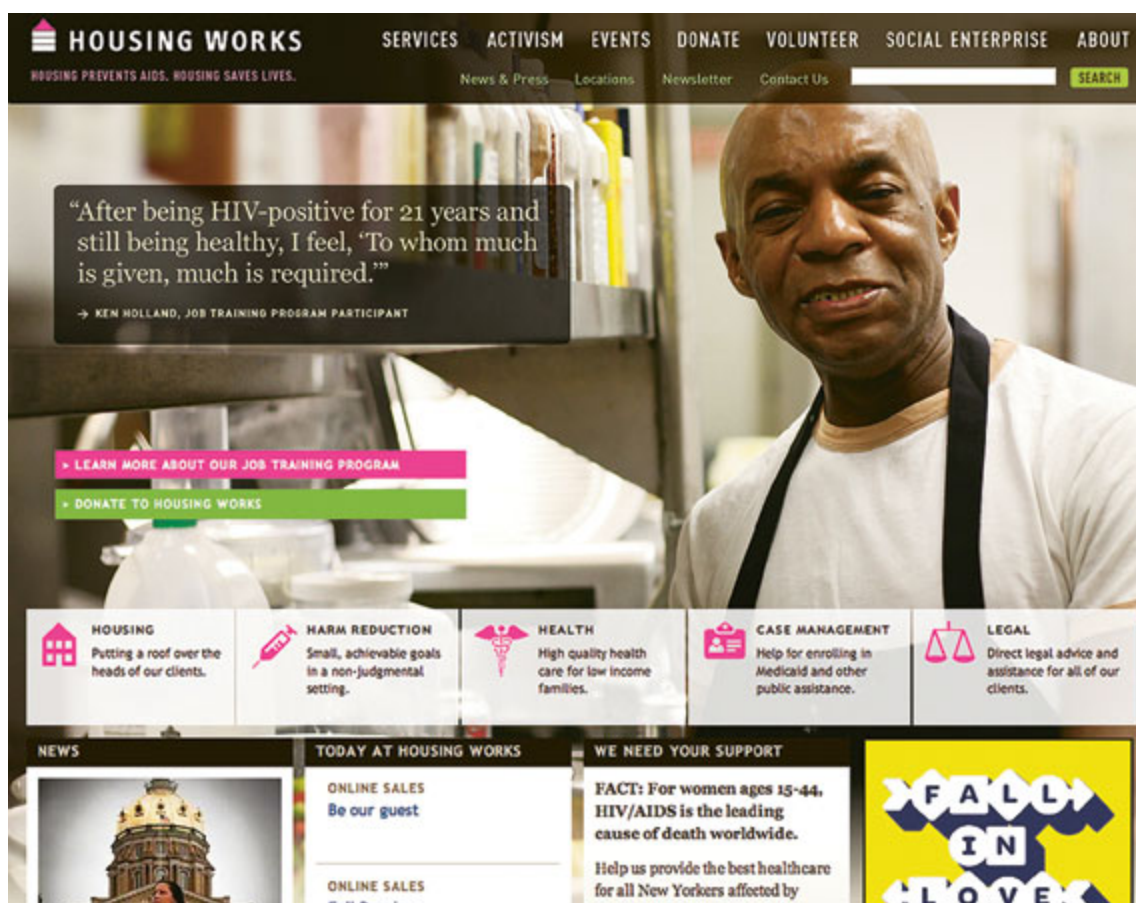 HOUSING WORKS
HOUSING PREVENTS AIDS. HOUSING SAVES LIVES.
SERVICES ACTIVISM EVENTS DONATE VOLUNTEER SOCIAL ENTERPRISE ABOUT
News & Press Locations Newsletter Contact Us SEARCH
“After being HIV-positive for 21 years and
still being healthy, I feel, ‘To whom much
is given, much is required.’”
→ KEN HOLLAND, JOB TRAINING PROGRAM PARTICIPANT
> LEARN MORE ABOUT OUR JOB TRAINING PROGRAM
> DONATE TO HOUSING WORKS
HOUSING
Putting a roof over the
heads of our clients.
HARM REDUCTION
Small, achievable goals
in a non-judgmental
setting.
HEALTH
High quality health
care for low income
families.
CASE MANAGEMENT
Help for enrolling in
Medicaid and other
public assistance.
LEGAL
Direct legal advice and
assistance for all of our
clients.
NEWS
TODAY AT HOUSING WORKS
ONLINE SALES
Be our guest
ONLINE SALES
WE NEED YOUR SUPPORT
FACT: For women ages 15-44,
HIV/AIDS is the leading
cause of death worldwide.
Help us provide the best healthcare
for all New Yorkers affected by
FALL
IN
LOVE